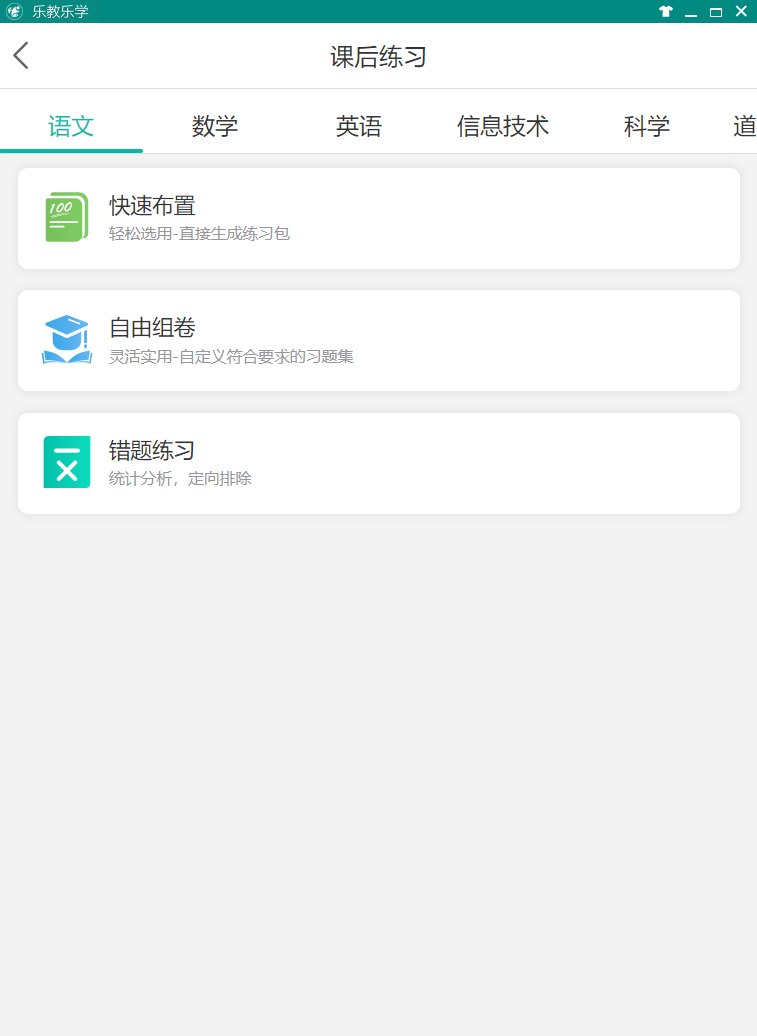 乐教乐学
课后练习
语文 数学 英语 信息技术 科学 道
100
快速布置
轻松选用-直接生成练习包
自由组卷
灵活实用-自定义符合要求的习题集
错题练习
统计分析，定向排除